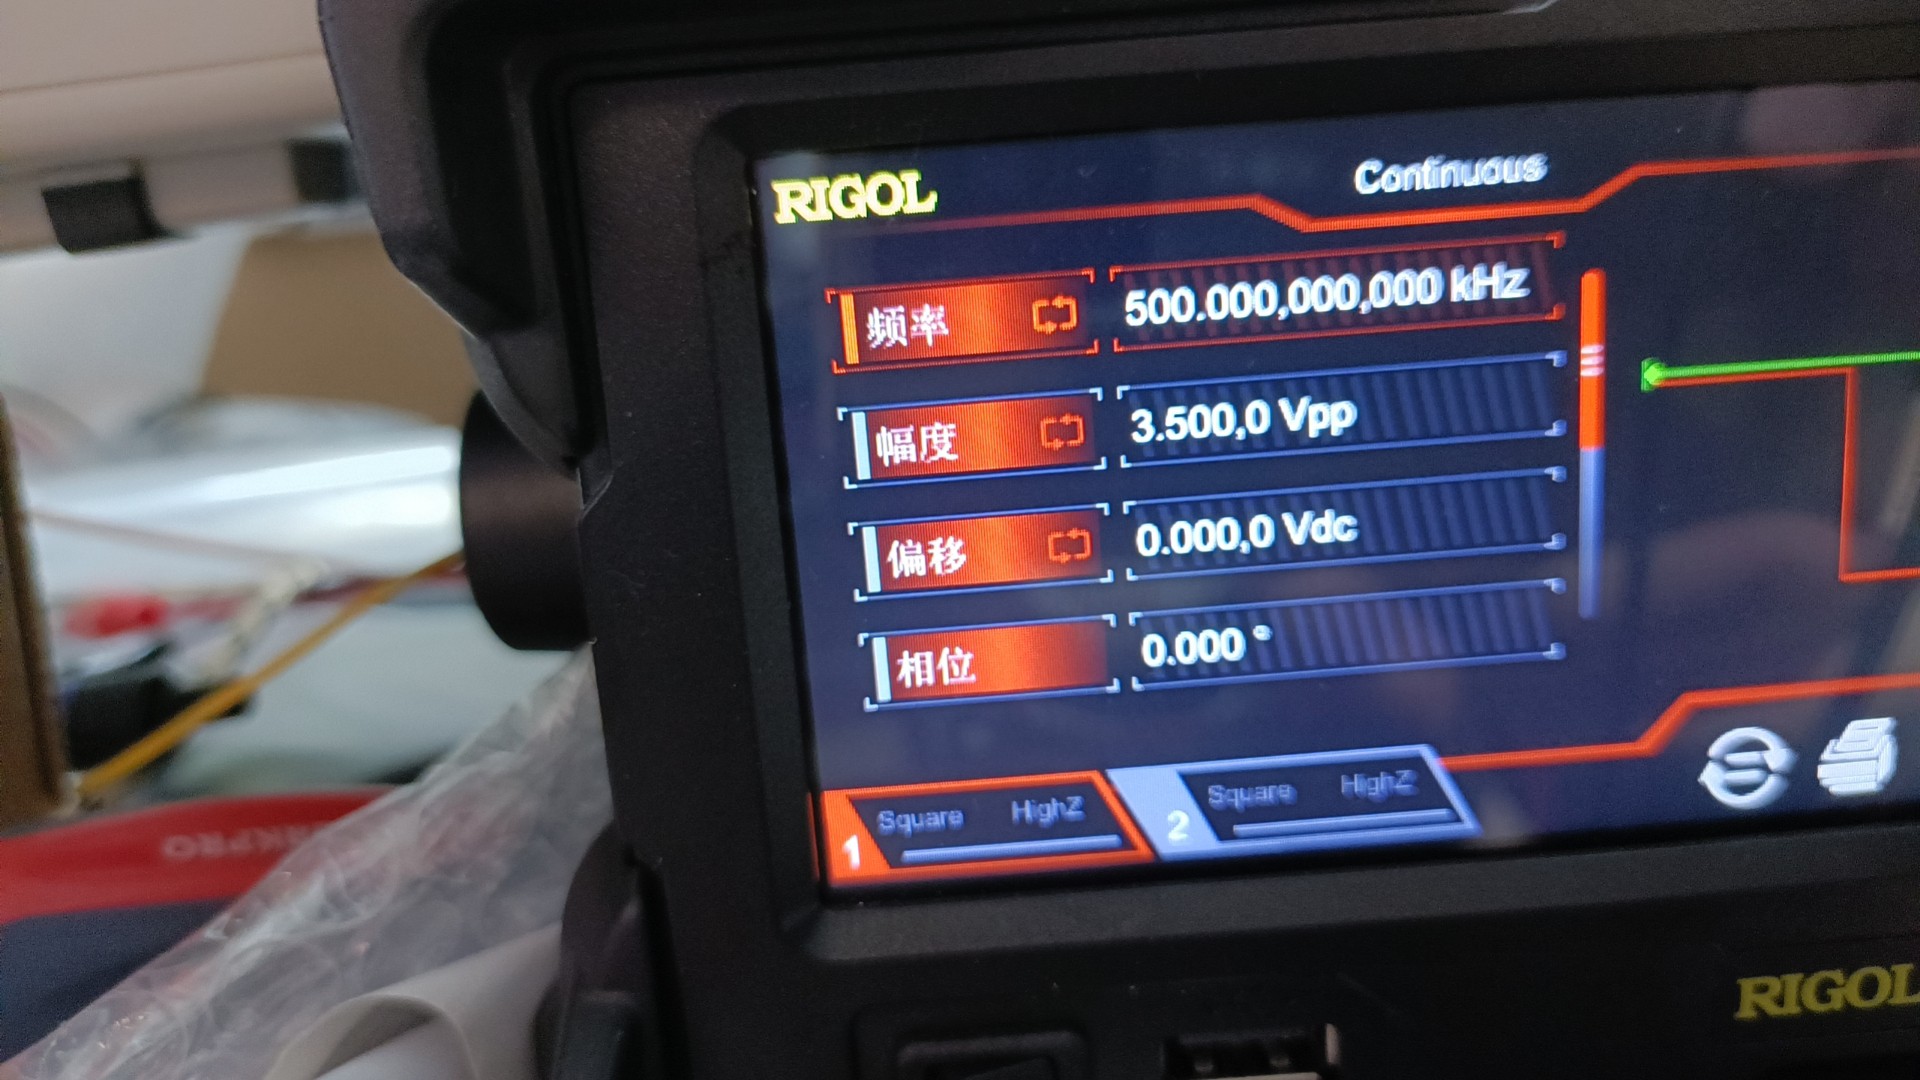 RIGOL
Continuous
频率 500.000,000,000 kHz
幅度 3.500,0 Vpp
偏移 0.000,0 Vdc
相位 0.000 °
1 Square HighZ
2 Square HighZ
RIGOL